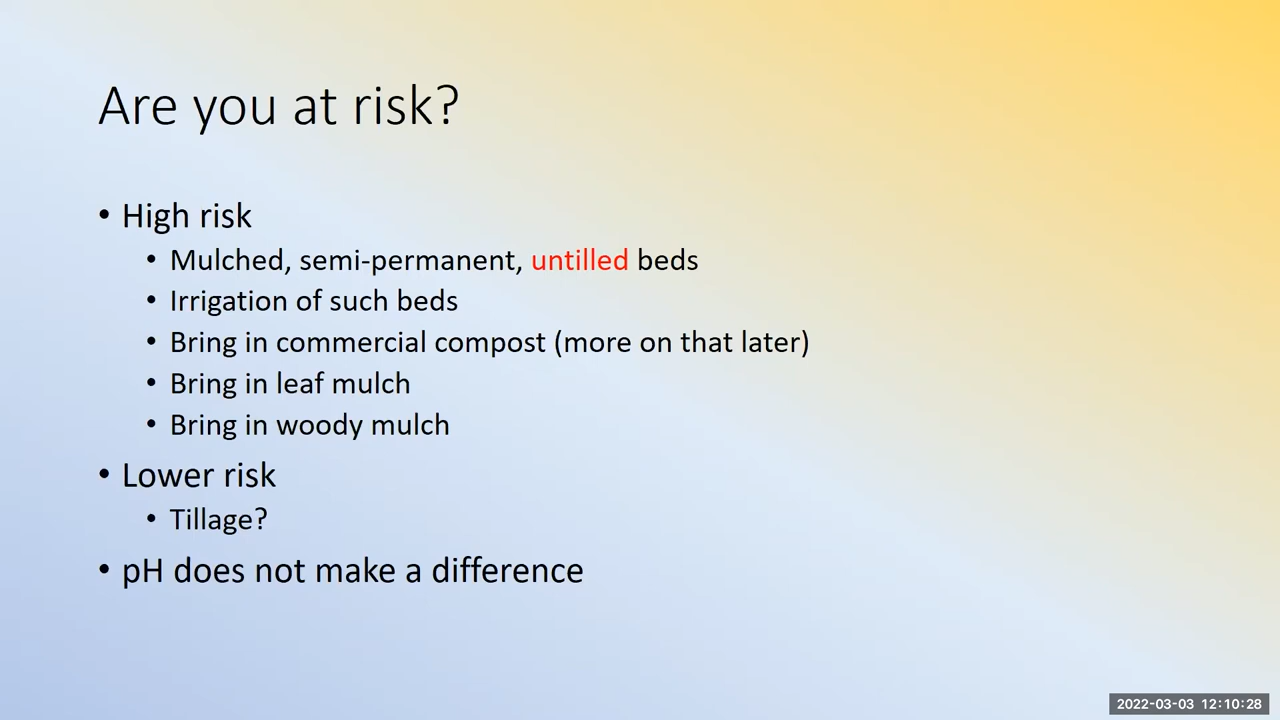 Are you at risk?
• High risk
• Mulched, semi-permanent, untilled beds
• Irrigation of such beds
• Bring in commercial compost (more on that later)
• Bring in leaf mulch
• Bring in woody mulch
• Lower risk
• Tillage?
• pH does not make a difference
2022-03-03 12:10:28